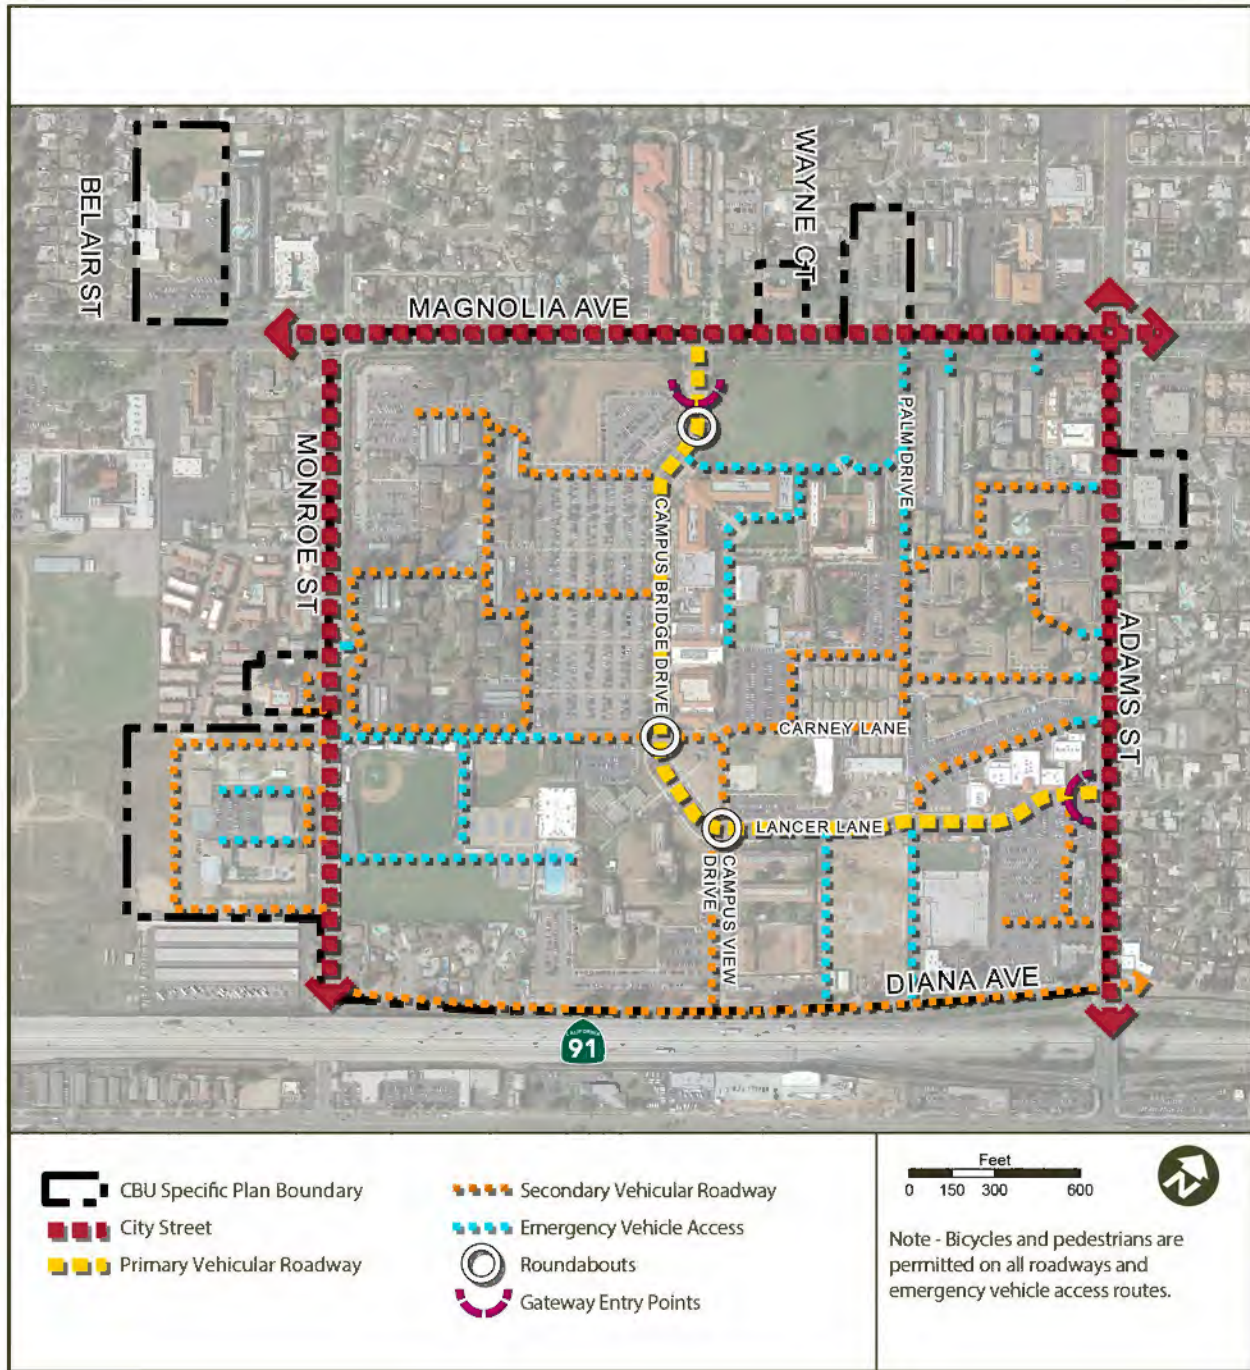 BEL AIR ST
WAYNE CT
MAGNOLIA AVE
MONROE ST
PALM DRIVE
CAMPUS BRIDGE DRIVE
ADAMS ST
CARNEY LANE
LANCER LANE
CAMPUS VIEW
DRIVE
DIANA AVE
CALIFORNIA
91
CBU Specific Plan Boundary
City Street
Primary Vehicular Roadway
Secondary Vehicular Roadway
Emergency Vehicle Access
Roundabouts
Gateway Entry Points
Feet
0 150 300 600
N
Note - Bicycles and pedestrians are
permitted on all roadways and
emergency vehicle access routes.